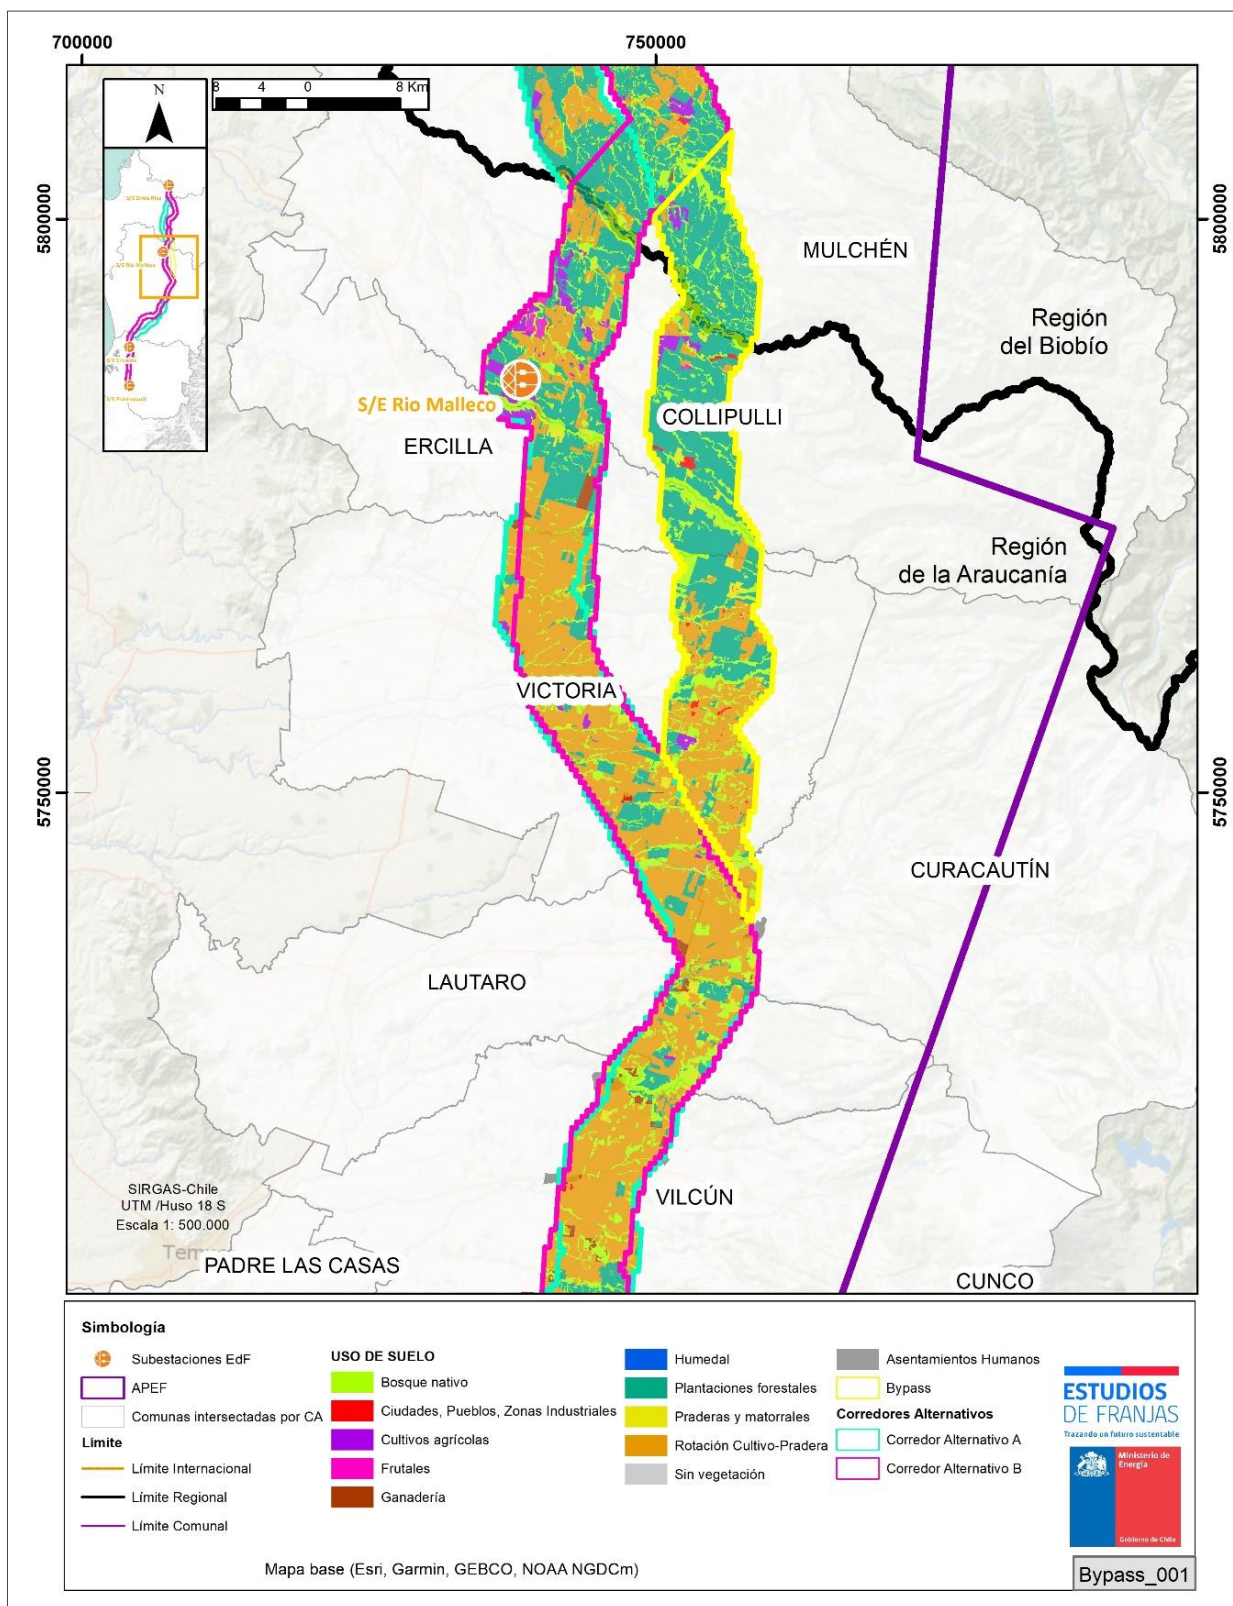 700000
750000
N
8 4 0 8 Km
S/E Rio Malleco
5800000
5800000
MULCHÉN
Región
del Biobío
S/E Rio Malleco
COLLIPULLI
ERCILLA
Región
de la Araucanía
VICTORIA
5750000
5750000
CURACAUTÍN
LAUTARO
SIRGAS-Chile
UTM /Huso 18 S
Escala 1: 500.000
VILCÚN
PADRE LAS CASAS
CUNCO
Simbología
Subestaciones EdF
APEF
Comunas intersectadas por CA
Límite
Límite Internacional
Límite Regional
Límite Comunal
USO DE SUELO
Bosque nativo
Ciudades, Pueblos, Zonas Industriales
Cultivos agrícolas
Frutales
Ganadería
Humedal
Plantaciones forestales
Praderas y matorrales
Rotación Cultivo-Pradera
Sin vegetación
Asentamientos Humanos
Bypass
Corredores Alternativos
Corredor Alternativo A
Corredor Alternativo B
ESTUDIOS
DE FRANJAS
Trazando un futuro sustentable
Ministerio de
Energía
Gobierno de Chile
Mapa base (Esri, Garmin, GEBCO, NOAA NGDCm)
Bypass_001